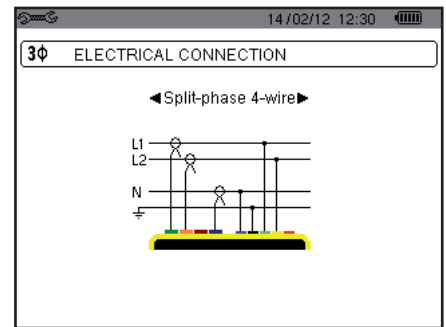 14/02/12 12:30
3ϕ ELECTRICAL CONNECTION
◄Split-phase 4-wire►
L1
L2
N